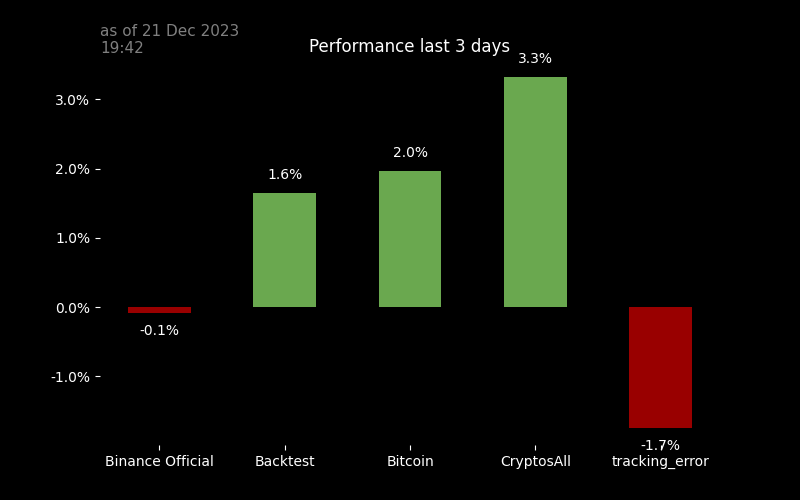 as of 21 Dec 2023
19:42
Performance last 3 days
3.3%
3.0%
2.0%
2.0%
1.6%
1.0%
0.0%
-0.1%
-1.0%
-1.7%
Binance Official
Backtest
Bitcoin
CryptosAll
tracking_error